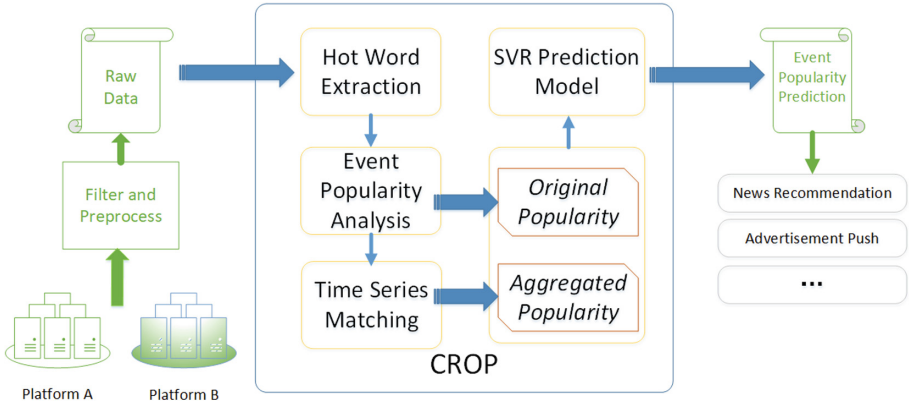 Raw
Data
Filter and
Preprocess
Platform A
Platform B
Hot Word
Extraction
Event
Popularity
Analysis
Time Series
Matching
SVR Prediction
Model
Original
Popularity
Aggregated
Popularity
CROP
Event
Popularity
Prediction
News Recommendation
Advertisement Push
...